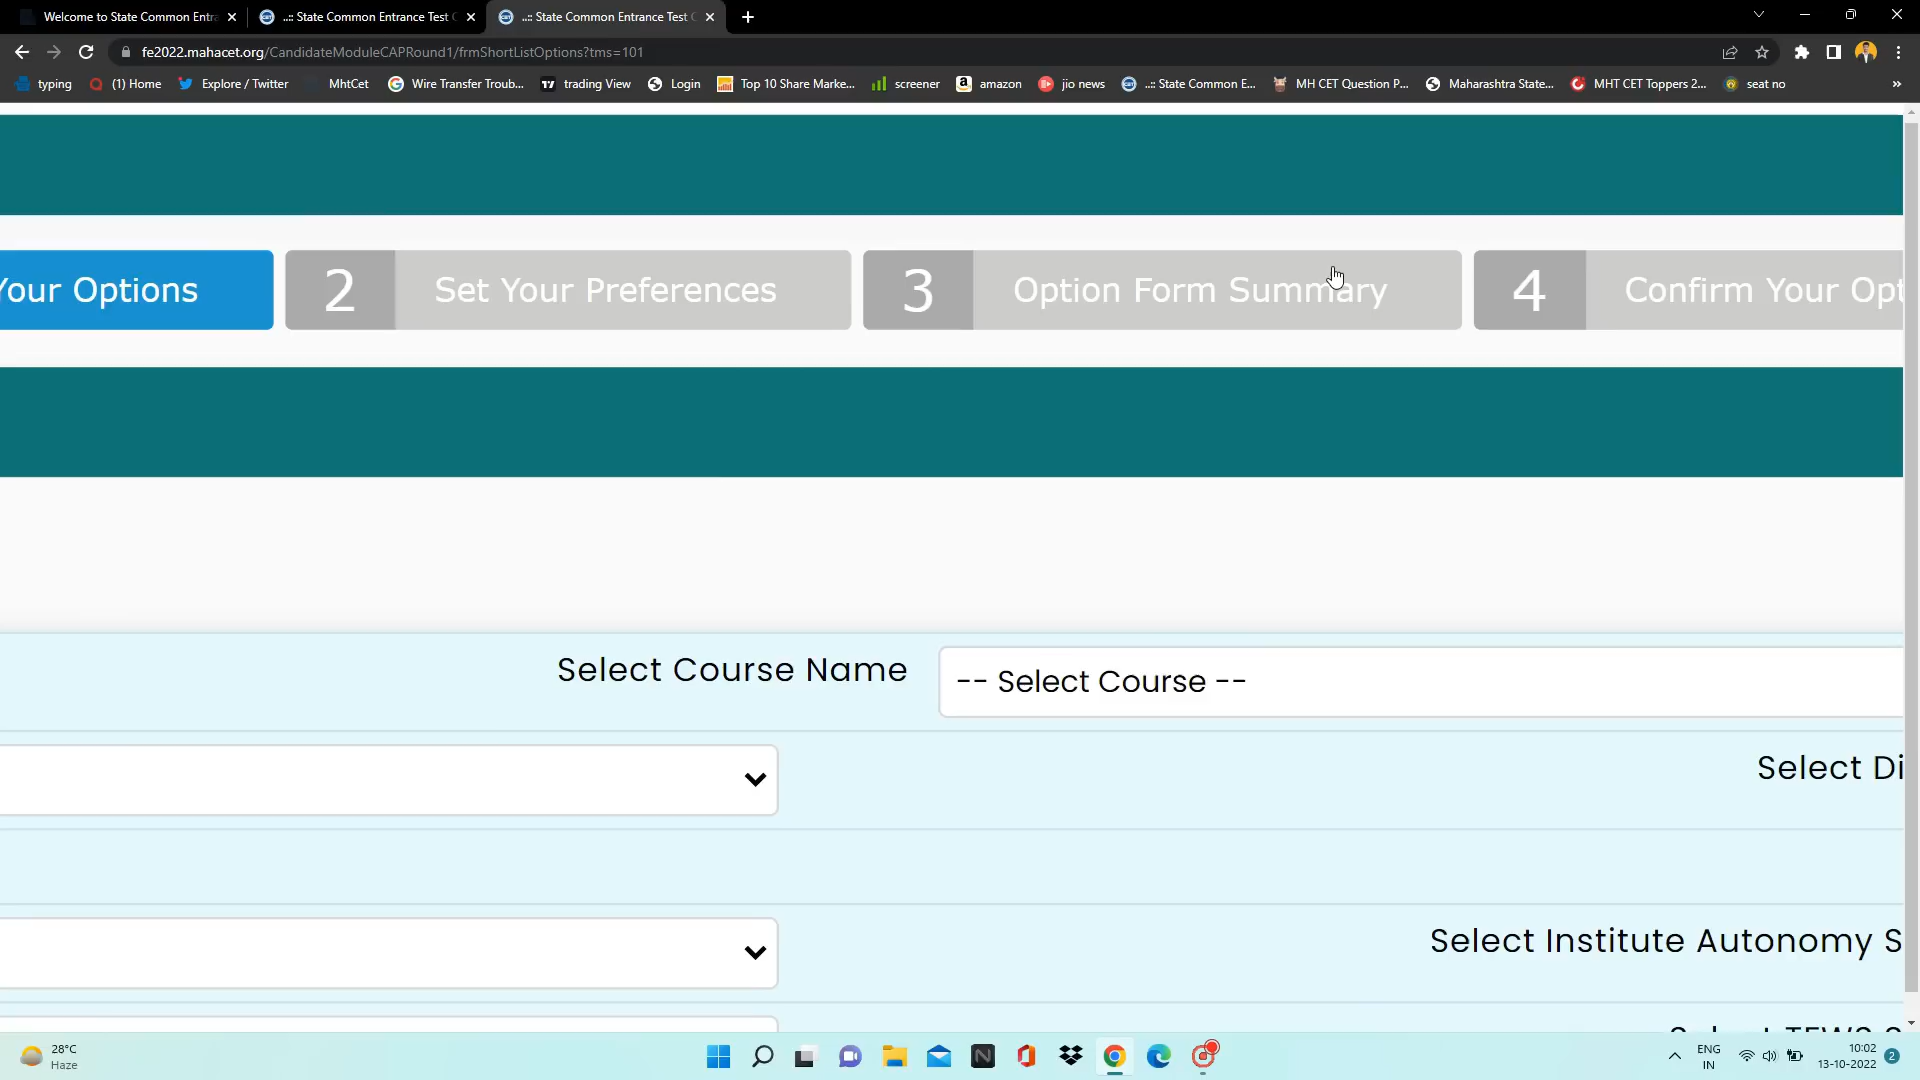 Welcome to State Common Entra
..:: State Common Entrance Test C
..:: State Common Entrance Test C
fe2022.mahacet.org/CandidateModuleCAPRound1/frmShortListOptions?tms=101
typing
(1) Home
Explore / Twitter
MhtCet
Wire Transfer Troub...
trading View
Login
Top 10 Share Marke...
screener
amazon
jio news
..:: State Common E...
MH CET Question P...
Maharashtra State...
MHT CET Toppers 2...
seat no
»
Your Options
2 Set Your Preferences
3 Option Form Summary
4 Confirm Your Opt
Select Course Name
-- Select Course --
Select Di
Select Institute Autonomy S
28°C
Haze
ENG
IN
10:02
13-10-2022
2